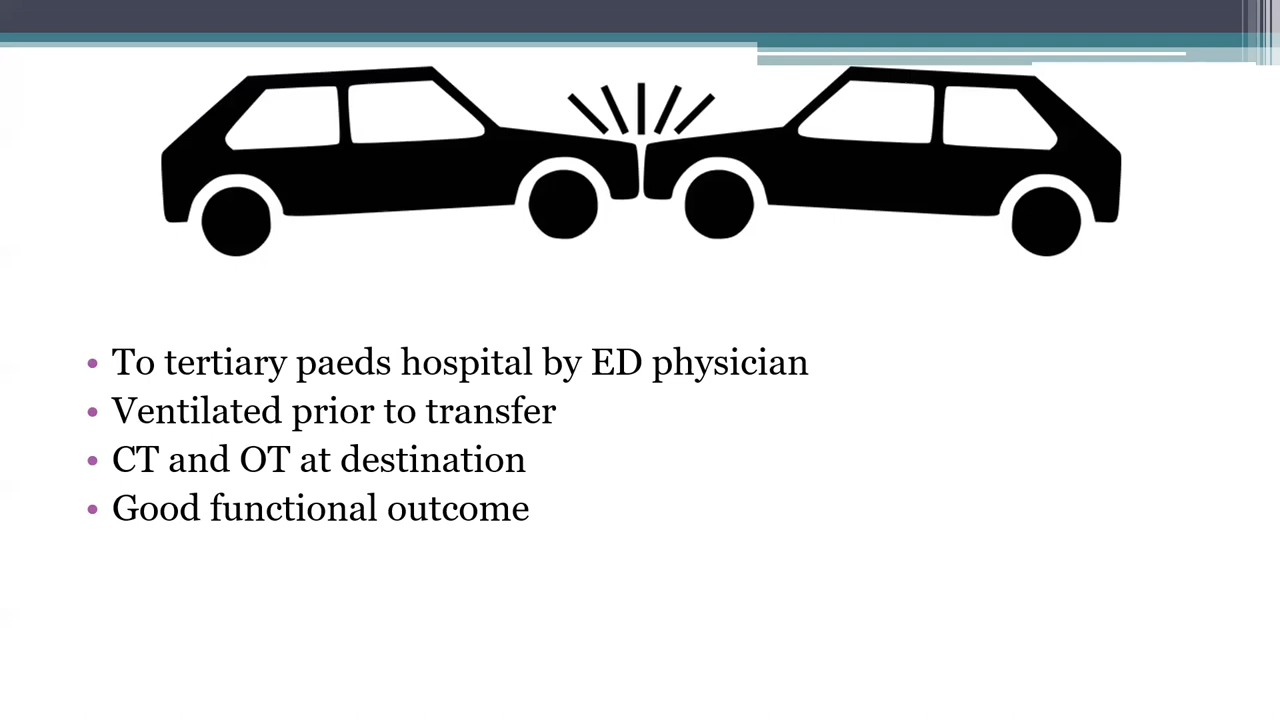 • To tertiary paeds hospital by ED physician
• Ventilated prior to transfer
• CT and OT at destination
• Good functional outcome